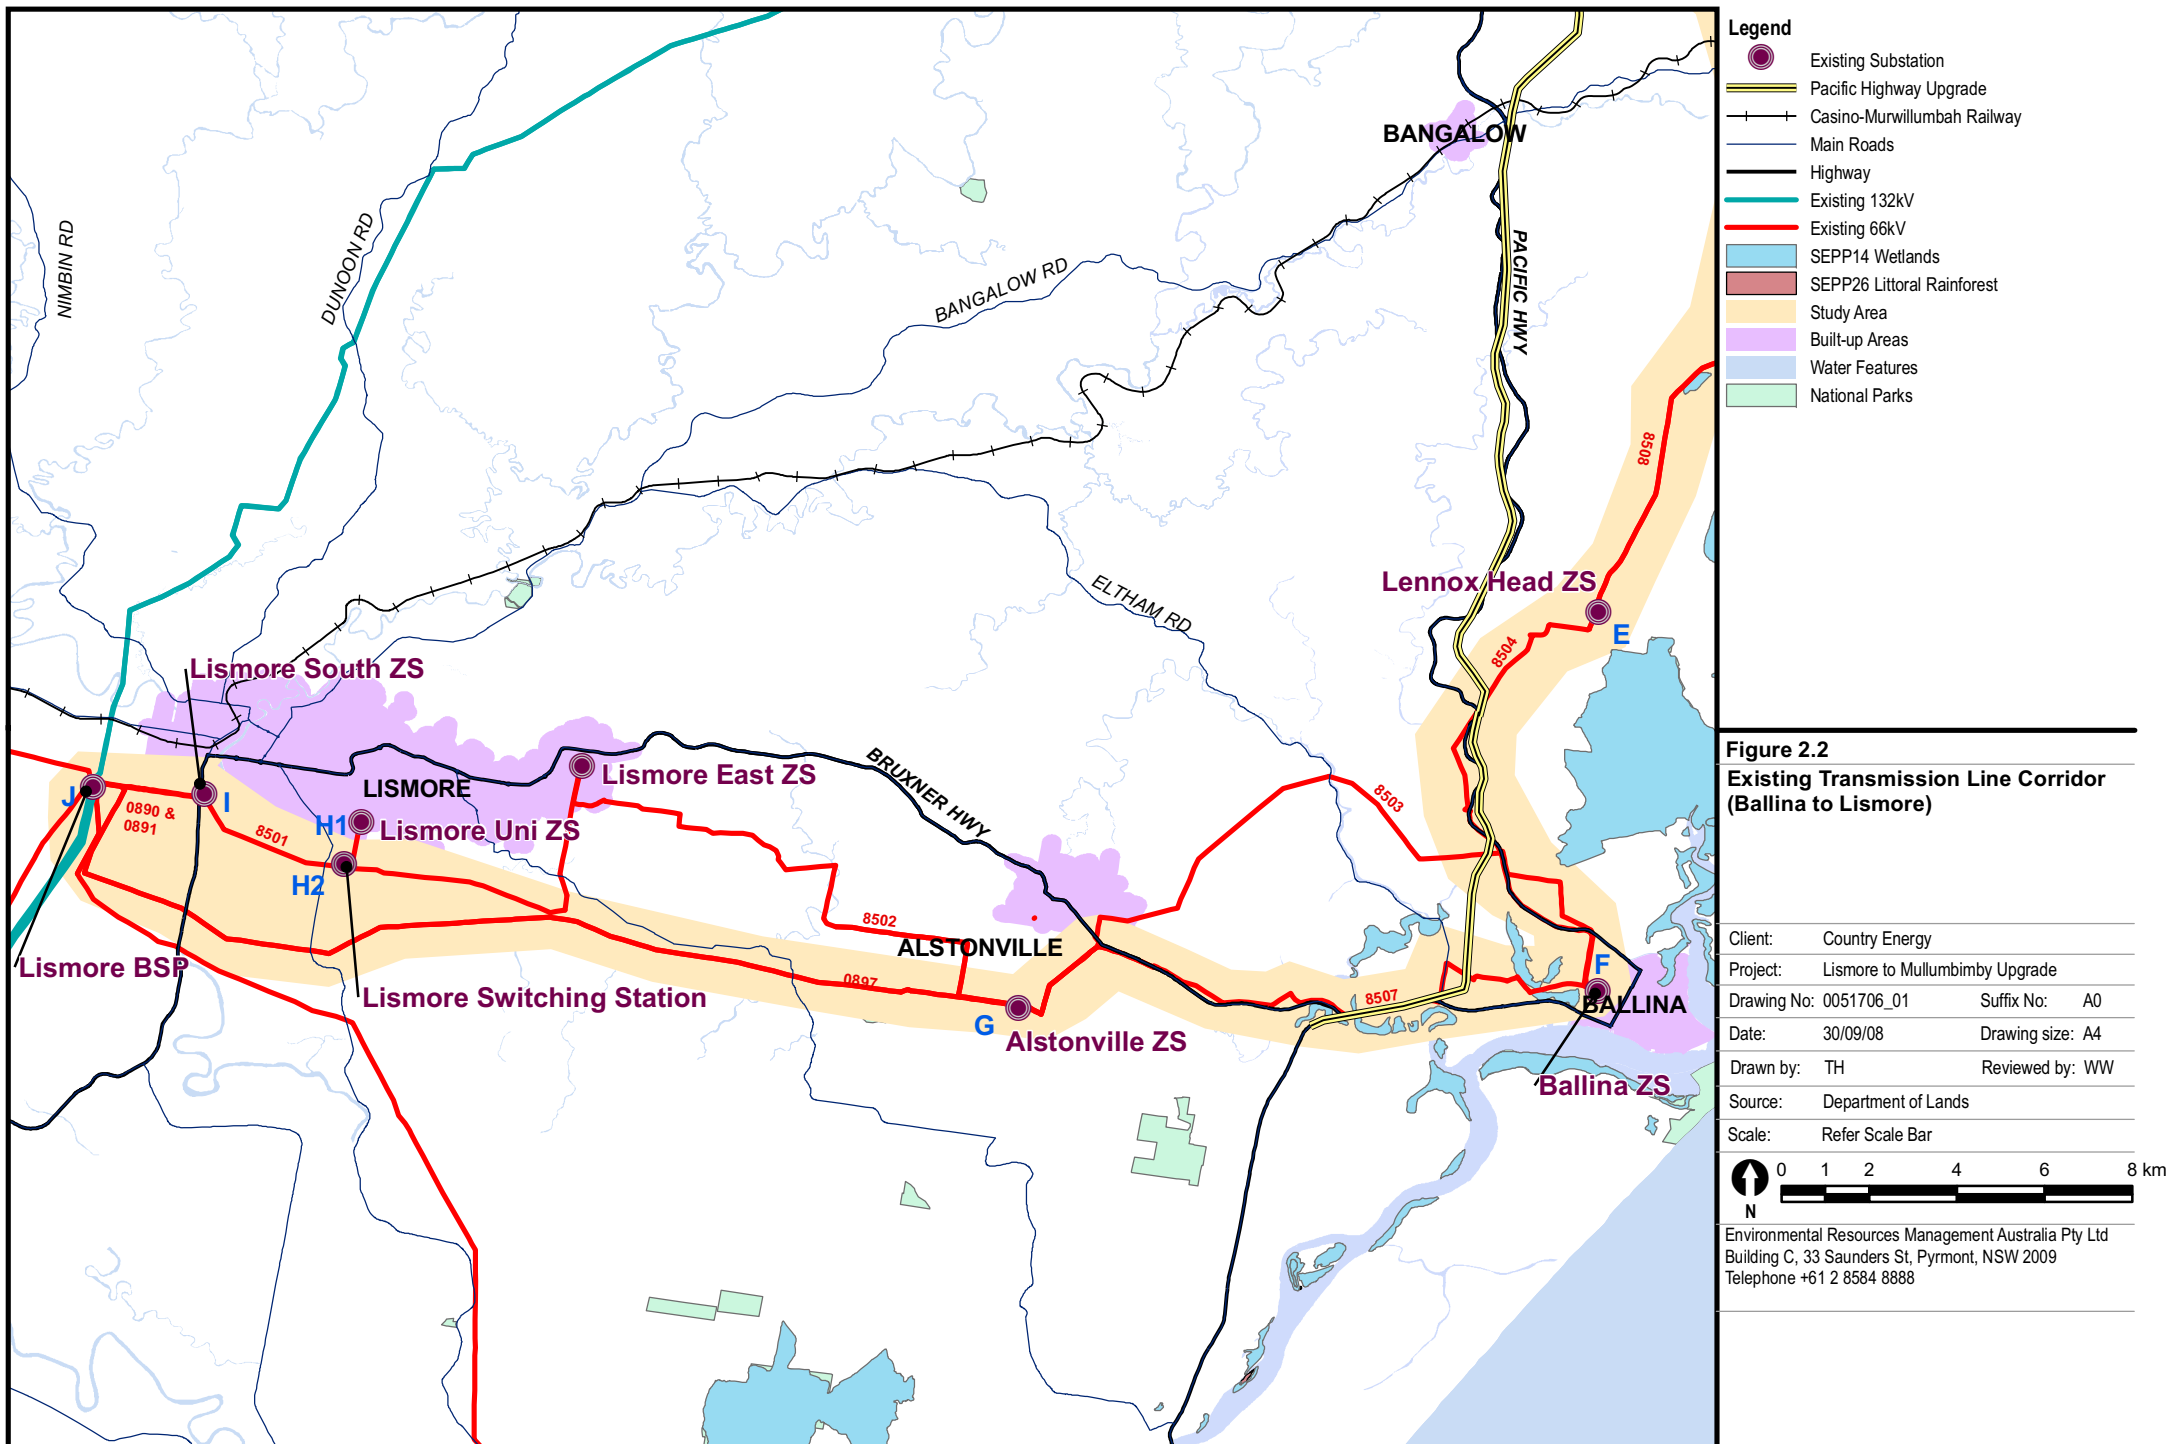 BANGALOW
NIMBIN RD
DUNOON RD
BANGALOW RD
PACIFIC HWY
8508
ELTHAM RD
Lennox Head ZS
E
8504
Lismore South ZS
BRUXNER HWY
Lismore East ZS
LISMORE
J
I
0890 &
0891
8501
H1
Lismore Uni ZS
H2
8503
8502
ALSTONVILLE
0897
Lismore BSP
Lismore Switching Station
G
Alstonville ZS
8507
F
BALLINA
Ballina ZS
Legend
Existing Substation
Pacific Highway Upgrade
Casino-Murwillumbah Railway
Main Roads
Highway
Existing 132kV
Existing 66kV
SEPP14 Wetlands
SEPP26 Littoral Rainforest
Study Area
Built-up Areas
Water Features
National Parks
Figure 2.2
Existing Transmission Line Corridor
(Ballina to Lismore)
Client: Country Energy
Project: Lismore to Mullumbimby Upgrade
Drawing No: 0051706_01 Suffix No: A0
Date: 30/09/08 Drawing size: A4
Drawn by: TH Reviewed by: WW
Source: Department of Lands
Scale: Refer Scale Bar
0 1 2 4 6 8 km
N
Environmental Resources Management Australia Pty Ltd
Building C, 33 Saunders St, Pyrmont, NSW 2009
Telephone +61 2 8584 8888